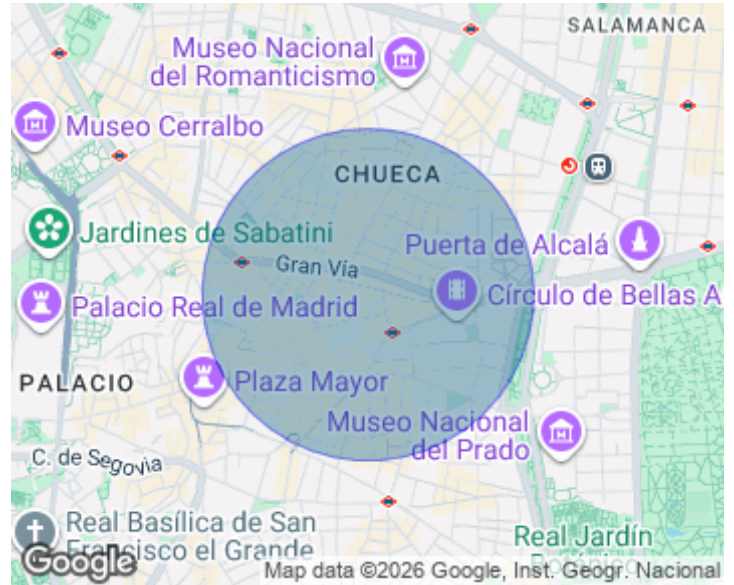 SALAMANCA
Museo Nacional
del Romanticismo
Museo Cerralbo
CHUECA
Jardines de Sabatini
Puerta de Alcalá
Gran Vía
Palacio Real de Madrid
Círculo de Bellas A
PALACIO
Plaza Mayor
Museo Nacional
del Prado
C. de Segovia
Real Basílica de San
Francisco el Grande
Real Jardín
Google
Map data ©2026 Google, Inst. Geogr. Nacional